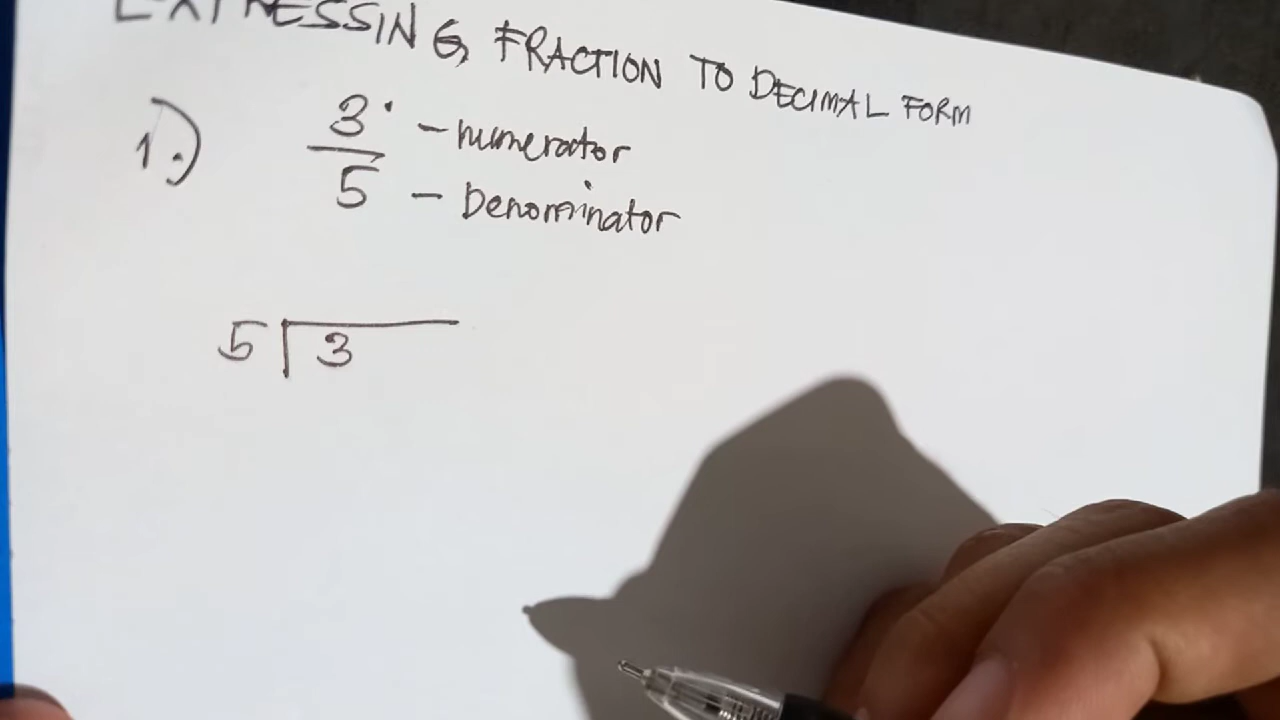 EXPRESSING FRACTION TO DECIMAL FORM
1.) 3 - numerator
5 - Denominator
5 3